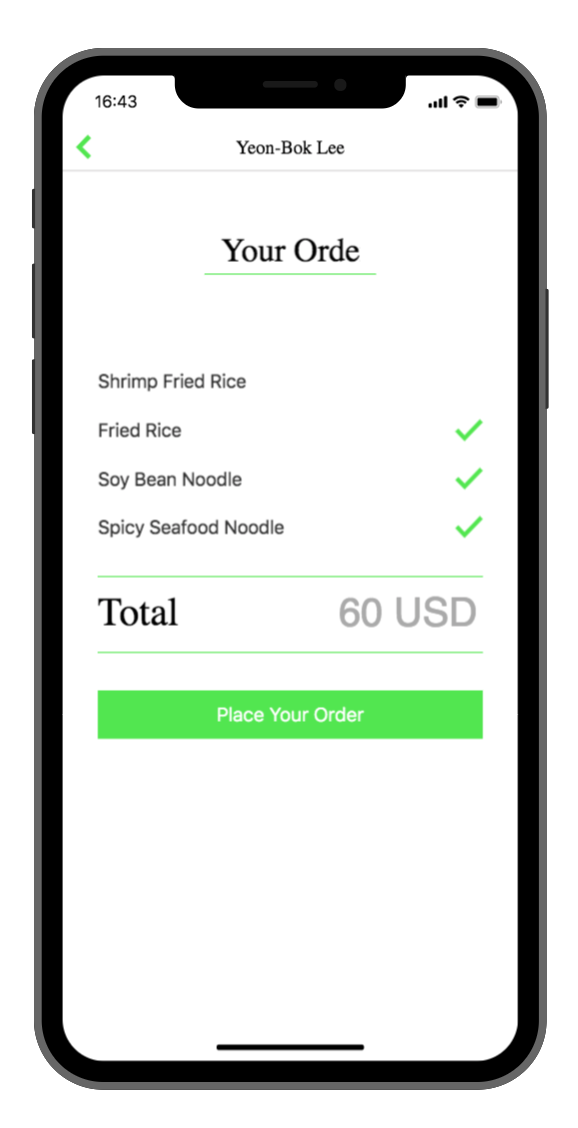 16:43
Yeon-Bok Lee
Your Orde
Shrimp Fried Rice
Fried Rice
Soy Bean Noodle
Spicy Seafood Noodle
Total 60 USD
Place Your Order